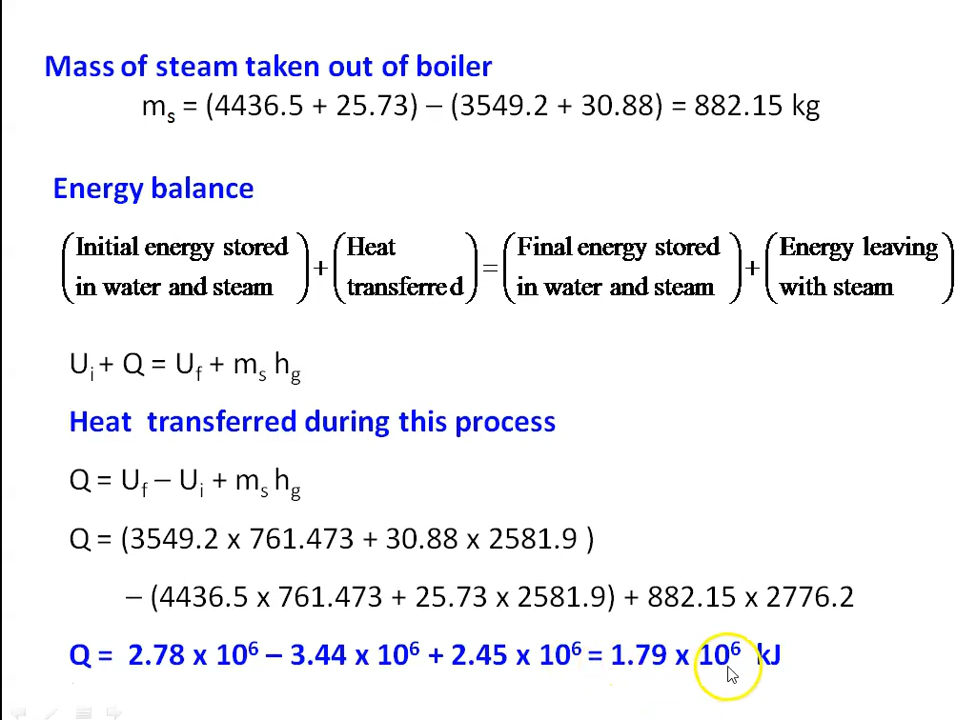 Mass of steam taken out of boiler
mₛ = (4436.5 + 25.73) – (3549.2 + 30.88) = 882.15 kg
Energy balance
(Initial energy stored in water and steam) + (Heat transferred) = (Final energy stored in water and steam) + (Energy leaving with steam)
Uᵢ + Q = U_f + mₛ h_g
Heat transferred during this process
Q = U_f – Uᵢ + mₛ h_g
Q = (3549.2 x 761.473 + 30.88 x 2581.9 )
– (4436.5 x 761.473 + 25.73 x 2581.9) + 882.15 x 2776.2
Q = 2.78 x 10⁶ – 3.44 x 10⁶ + 2.45 x 10⁶ = 1.79 x 10⁶ kJ